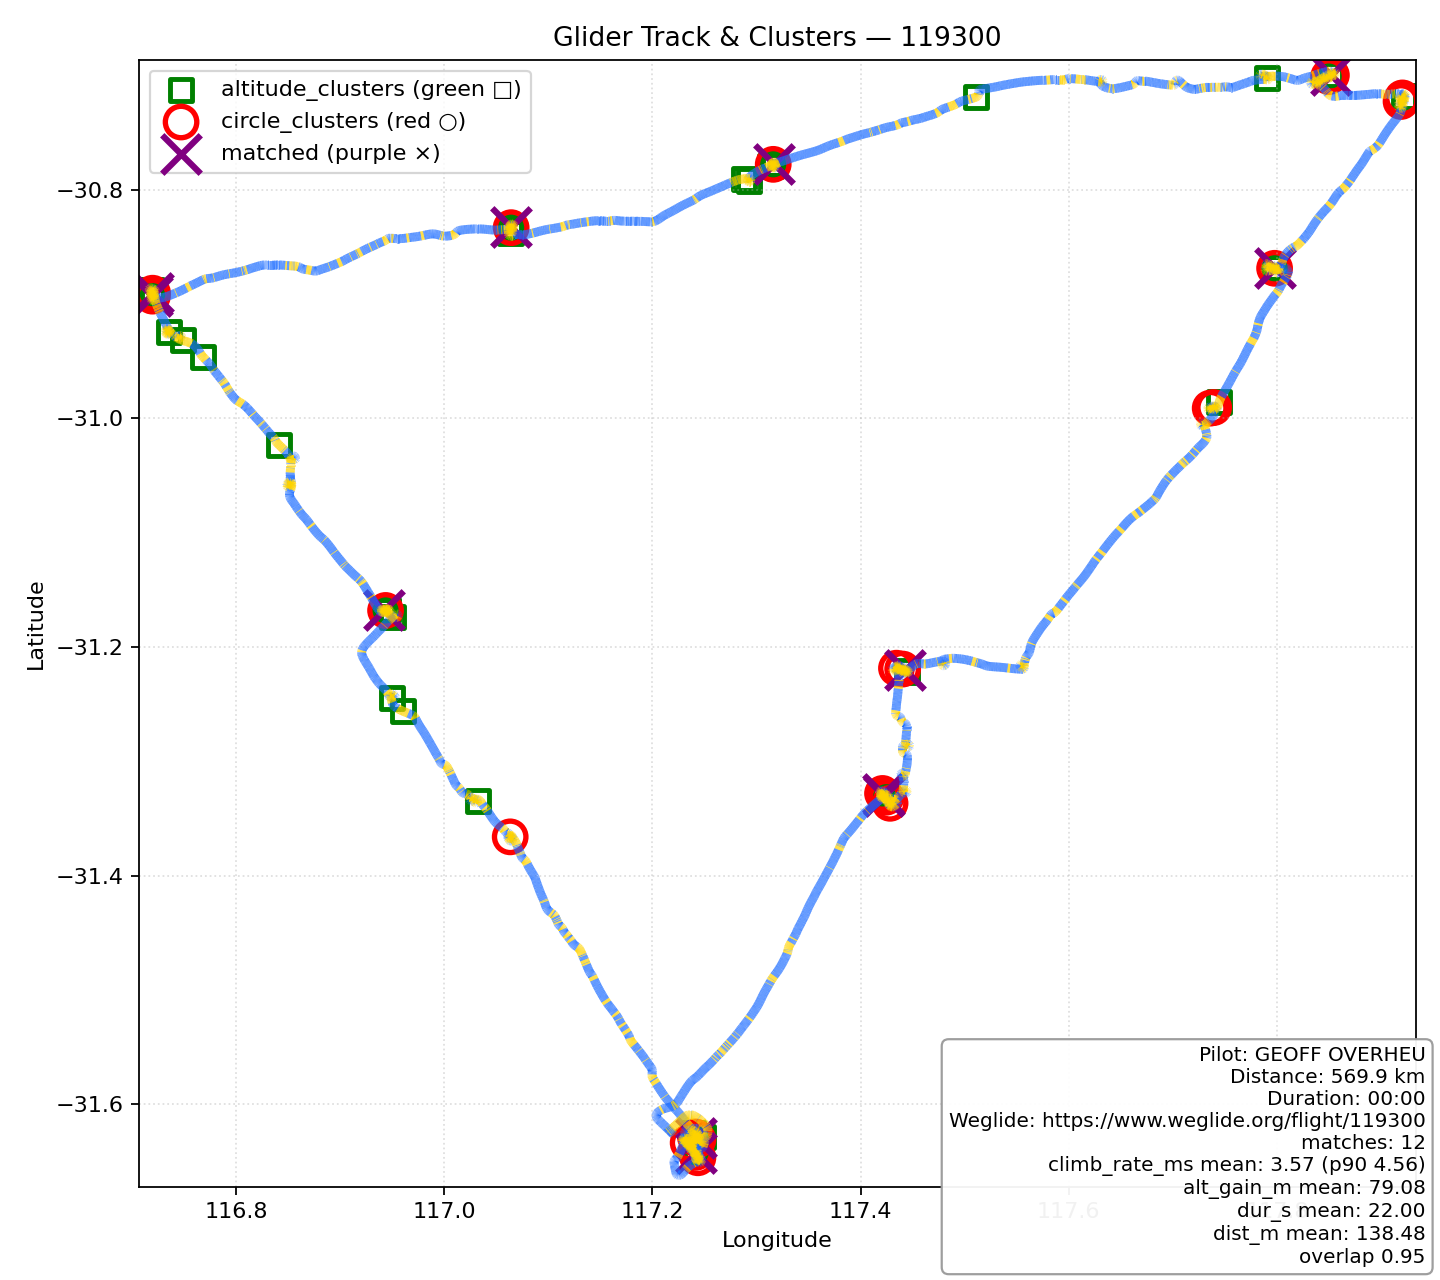 Glider Track & Clusters — 119300
altitude_clusters (green □)
circle_clusters (red ○)
matched (purple ×)
−30.8
−31.0
−31.2
−31.4
−31.6
Latitude
116.8
117.0
117.2
117.4
117.6
Longitude
Pilot: GEOFF OVERHEU
Distance: 569.9 km
Duration: 00:00
Weglide: https://www.weglide.org/flight/119300
matches: 12
climb_rate_ms mean: 3.57 (p90 4.56)
alt_gain_m mean: 79.08
dur_s mean: 22.00
dist_m mean: 138.48
overlap 0.95